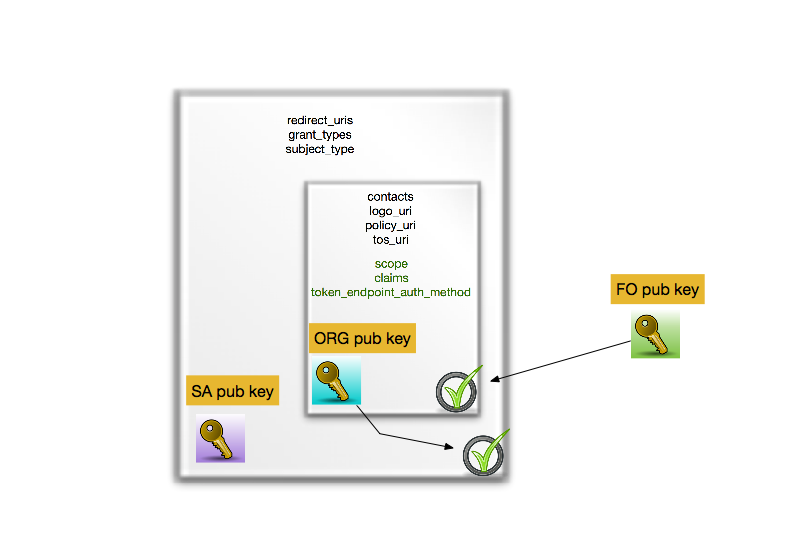 redirect_uris
grant_types
subject_type
contacts
logo_uri
policy_uri
tos_uri
scope
claims
token_endpoint_auth_method
FO pub key
ORG pub key
SA pub key